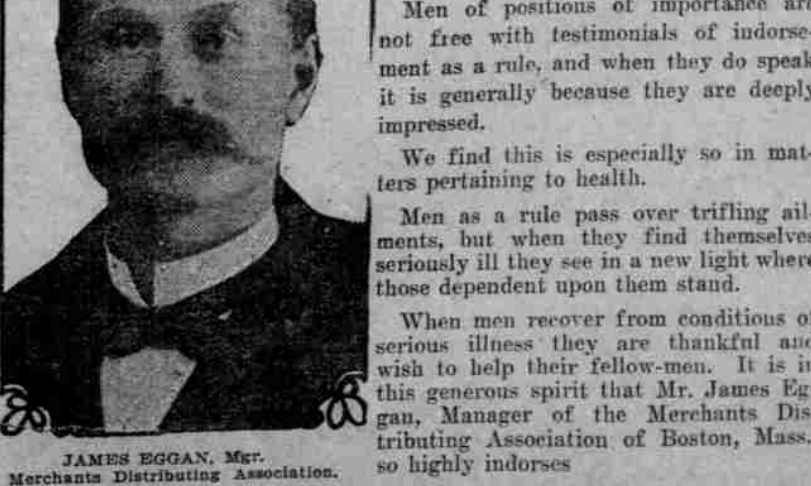 Men of positions of importance are
not free with testimonials of indorse-
ment as a rule, and when they do speak
it is generally because they are deeply
impressed.
We find this is especially so in mat-
ters pertaining to health.
Men as a rule pass over trifling ail-
ments, but when they find themselves
seriously ill they see in a new light where
those dependent upon them stand.
When men recover from conditions of
serious illness they are thankful and
wish to help their fellow-men. It is in
this generous spirit that Mr. James Eg
gan, Manager of the Merchants Dis
tributing Association of Boston, Mass.,
so highly indorses
JAMES EGGAN, Mgr.
Merchants Distributing Association.